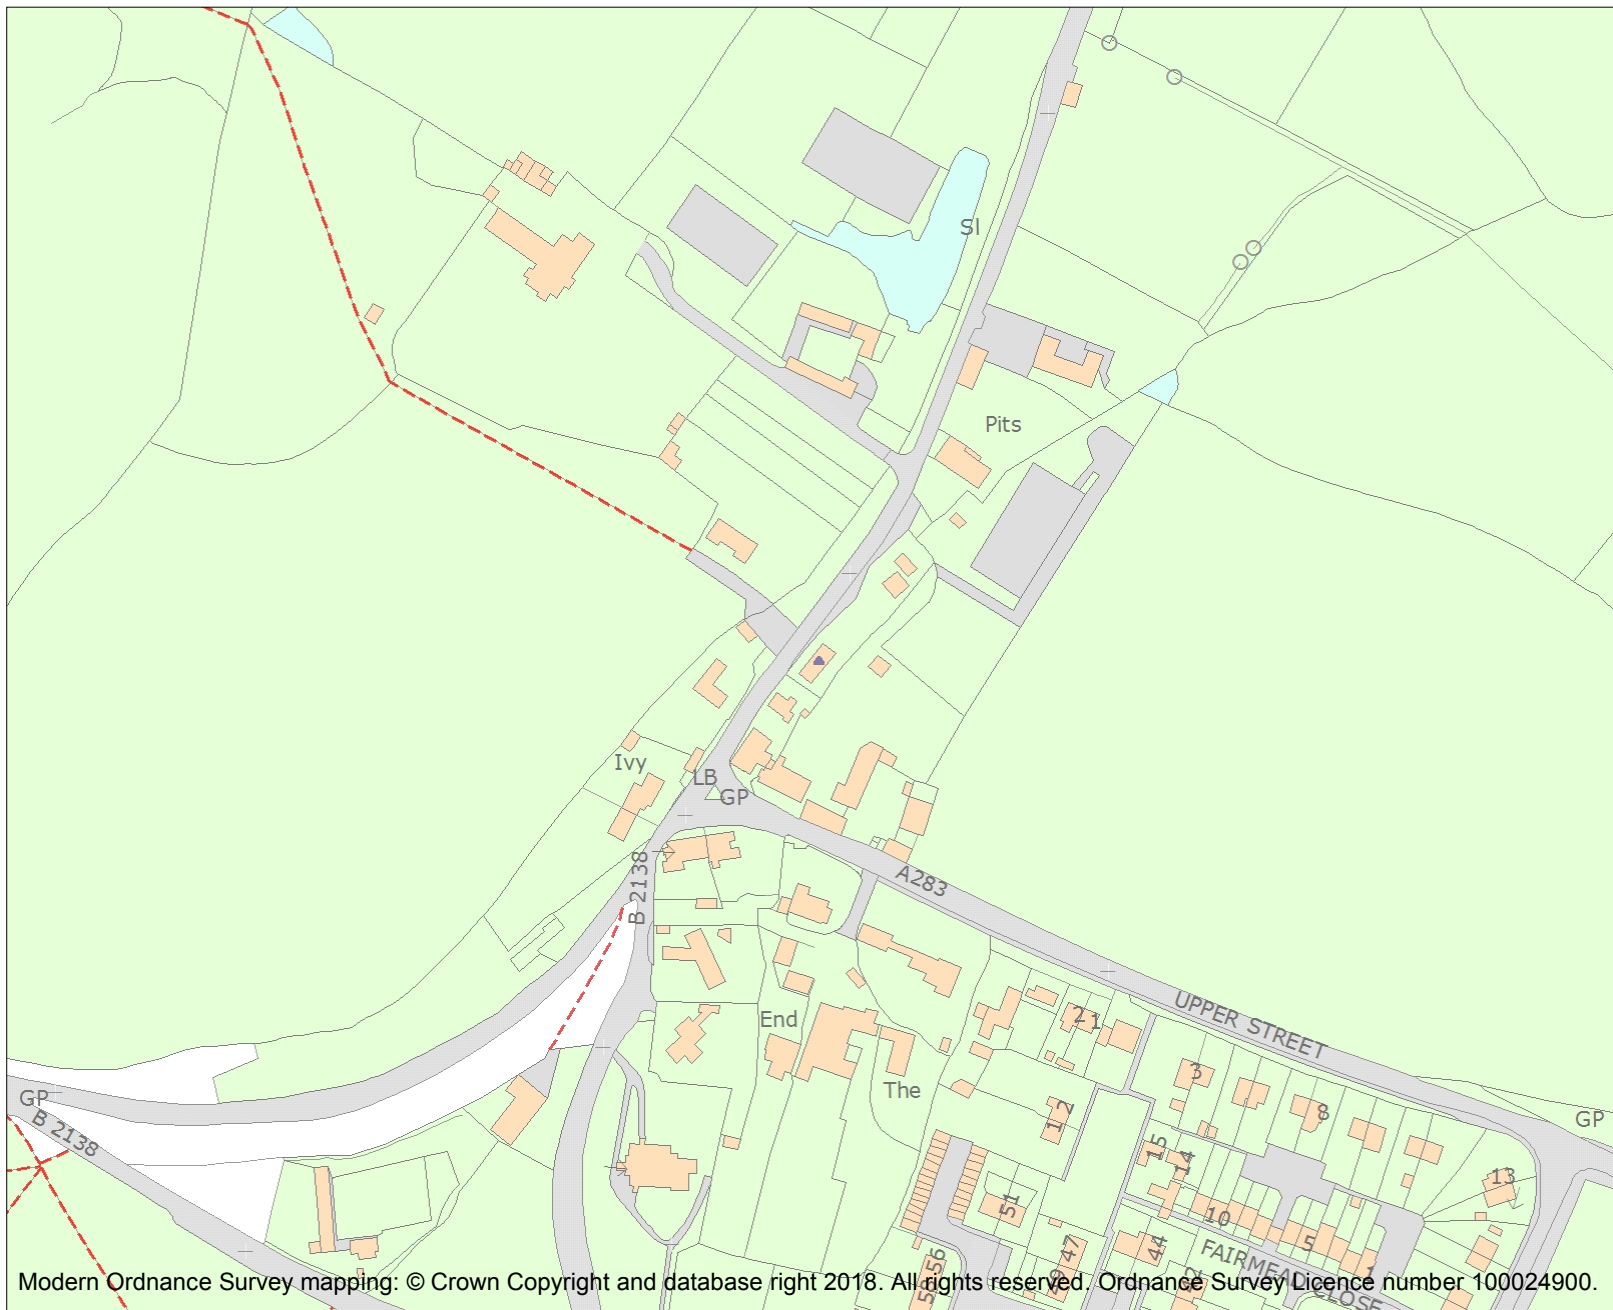 Sl
Pits
Ivy
LB
GP
B 2138
A283
End
The
2
1
UPPER STREET
3
8
GP
GP
B 2138
12
15
14
13
51
10
5
1
47
44
56
FAIRMEAD CLOSE
Modern Ordnance Survey mapping: © Crown Copyright and database right 2018. All rights reserved. Ordnance Survey Licence number 100024900.